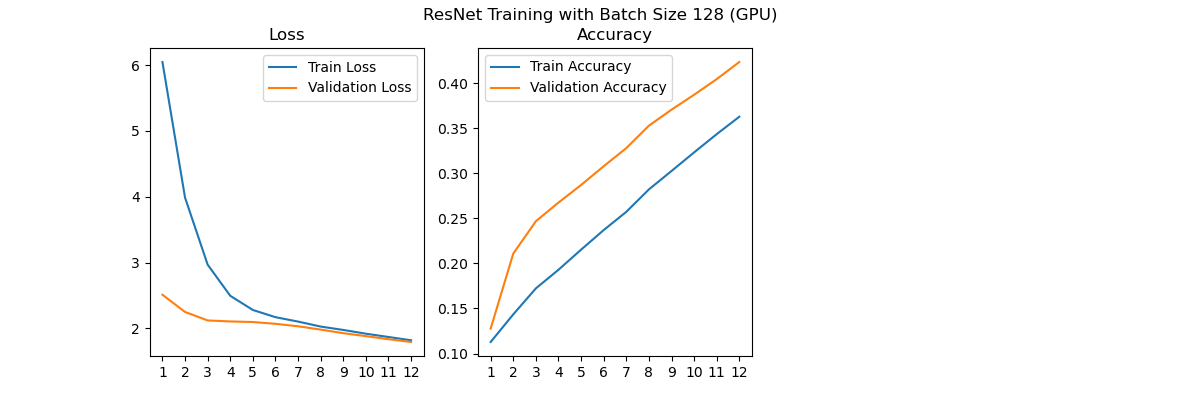 ResNet Training with Batch Size 128 (GPU)
Loss
Train Loss
Validation Loss
6
5
4
3
2
1 2 3 4 5 6 7 8 9 10 11 12
Accuracy
Train Accuracy
Validation Accuracy
0.40
0.35
0.30
0.25
0.20
0.15
0.10
1 2 3 4 5 6 7 8 9 10 11 12